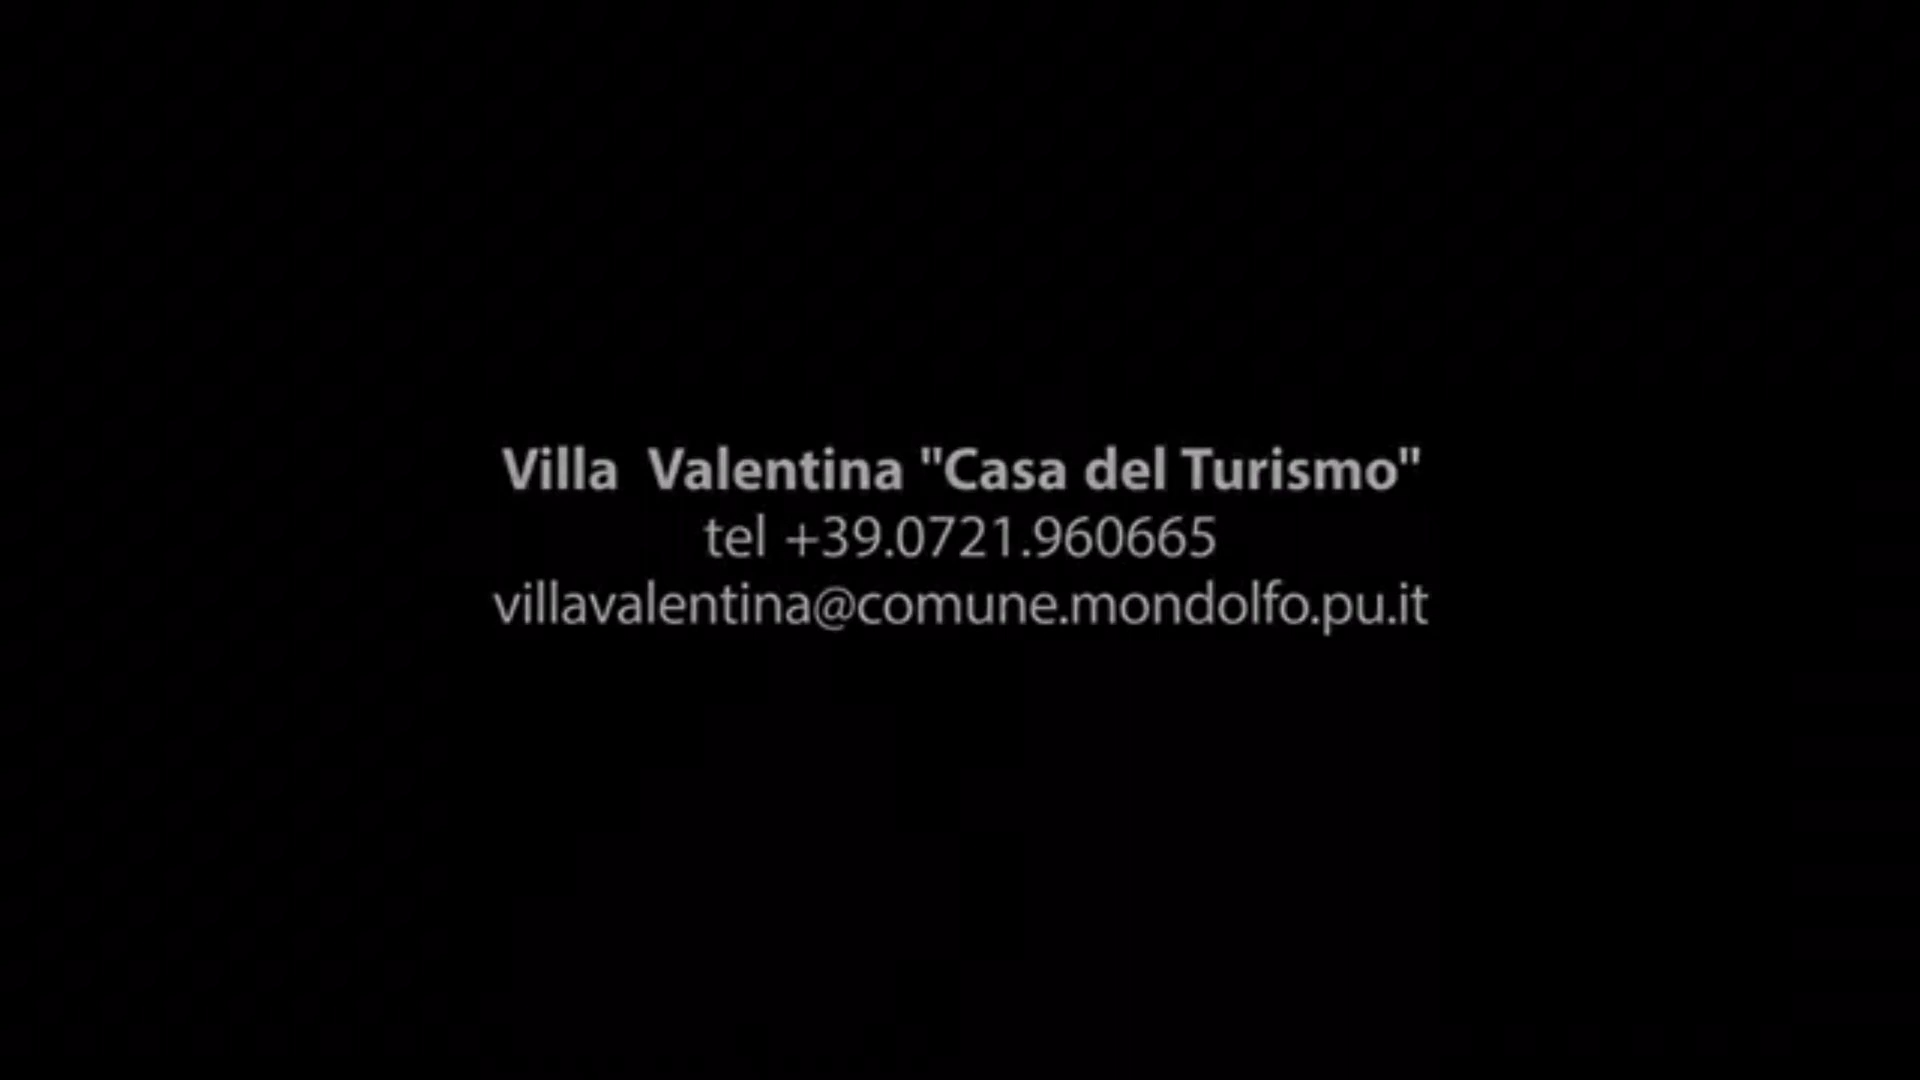 Villa  Valentina "Casa del Turismo"
tel +39.0721.960665
villavalentina@comune.mondolfo.pu.it